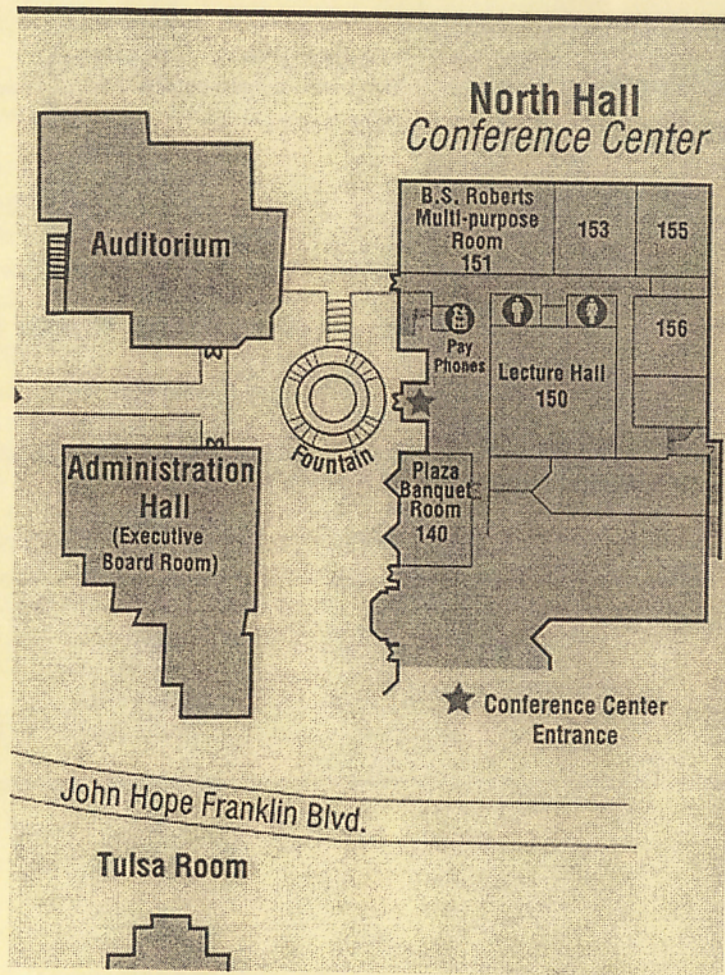 North Hall
Conference Center
B.S. Roberts
Multi-purpose
Room
151
153
155
Auditorium
156
Pay
Phones
Lecture Hall
150
Fountain
Administration
Hall
(Executive
Board Room)
Plaza
Banquet
Room
140
Conference Center
Entrance
John Hope Franklin Blvd.
Tulsa Room